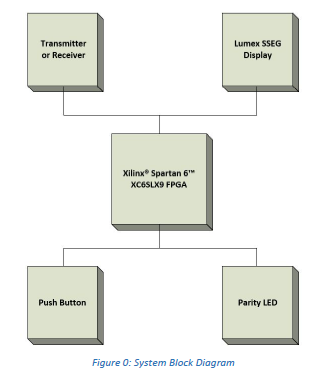 Transmitter
or Receiver
Lumex SSEG
Display
Xilinx® Spartan 6™
XC6SLX9 FPGA
Push Button
Parity LED
Figure 0: System Block Diagram